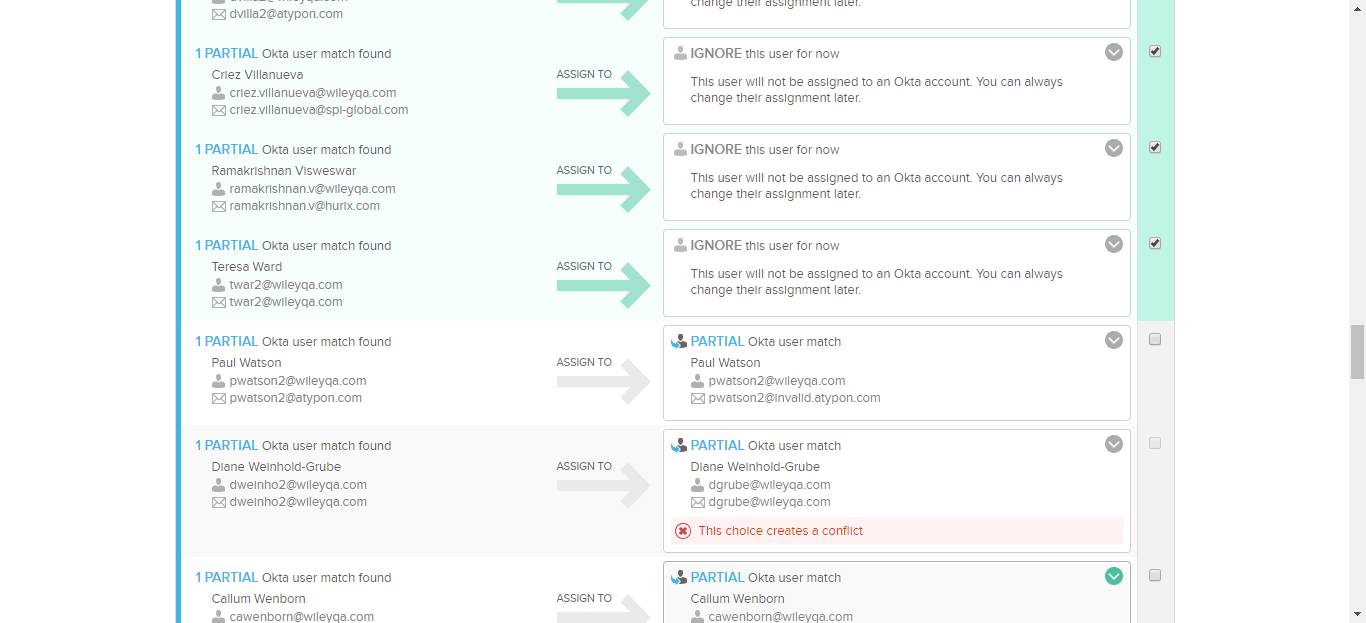 dvilla2@atypon.com
change their assignment later.
1 PARTIAL Okta user match found
Criez Villanueva
criez.villanueva@wileyqa.com
criez.villanueva@spi-global.com
ASSIGN TO
IGNORE this user for now
This user will not be assigned to an Okta account. You can always
change their assignment later.
1 PARTIAL Okta user match found
Ramakrishnan Visweswar
ramakrishnan.v@wileyqa.com
ramakrishnan.v@hurix.com
ASSIGN TO
IGNORE this user for now
This user will not be assigned to an Okta account. You can always
change their assignment later.
1 PARTIAL Okta user match found
Teresa Ward
twar2@wileyqa.com
twar2@wileyqa.com
ASSIGN TO
IGNORE this user for now
This user will not be assigned to an Okta account. You can always
change their assignment later.
1 PARTIAL Okta user match found
Paul Watson
pwatson2@wileyqa.com
pwatson2@atypon.com
ASSIGN TO
PARTIAL Okta user match
Paul Watson
pwatson2@wileyqa.com
pwatson2@invalid.atypon.com
1 PARTIAL Okta user match found
Diane Weinhold-Grube
dweinho2@wileyqa.com
dweinho2@wileyqa.com
ASSIGN TO
PARTIAL Okta user match
Diane Weinhold-Grube
dgrube@wileyqa.com
dgrube@wileyqa.com
This choice creates a conflict
1 PARTIAL Okta user match found
Callum Wenborn
cawenborn@wileyqa.com
ASSIGN TO
PARTIAL Okta user match
Callum Wenborn
cawenborn@wileyqa.com